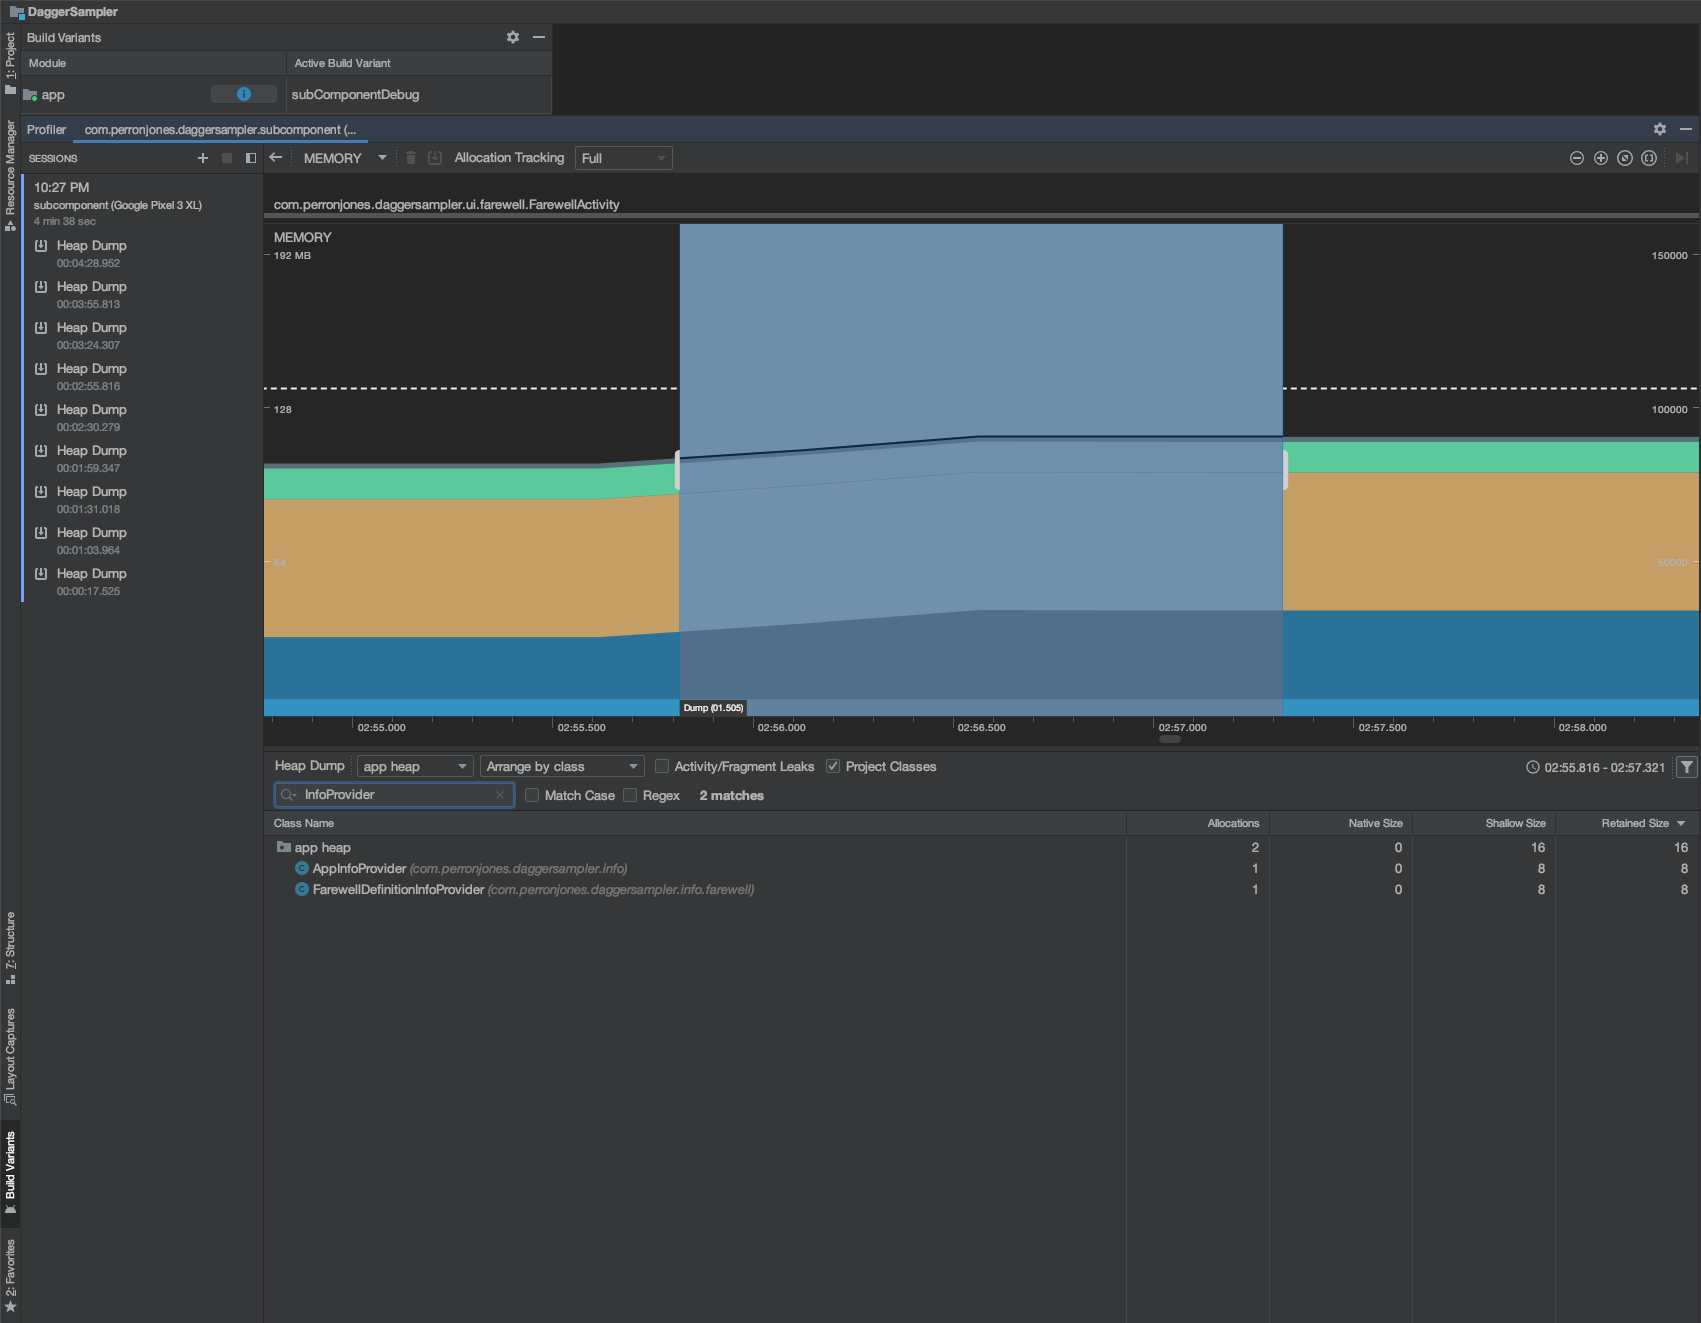 DaggerSampler
Build Variants
Module
Active Build Variant
app
subComponentDebug
Profiler
com.perronjones.daggersampler.subcomponent (...
SESSIONS
MEMORY
Allocation Tracking
Full
10:27 PM
subcomponent (Google Pixel 3 XL)
4 min 38 sec
Heap Dump
00:04:28.952
Heap Dump
00:03:55.813
Heap Dump
00:03:24.307
Heap Dump
00:02:55.816
Heap Dump
00:02:30.279
Heap Dump
00:01:59.347
Heap Dump
00:01:31.018
Heap Dump
00:01:03.964
Heap Dump
00:00:17.525
com.perronjones.daggersampler.ui.farewell.FarewellActivity
MEMORY
192 MB
150000
128
100000
64
50000
Dump (01.505)
02:55.000
02:55.500
02:56.000
02:56.500
02:57.000
02:57.500
02:58.000
Heap Dump
app heap
Arrange by class
Activity/Fragment Leaks
Project Classes
02:55.816 - 02:57.321
InfoProvider
Match Case
Regex
2 matches
Class Name
Allocations
Native Size
Shallow Size
Retained Size
app heap 2 0 16 16
AppInfoProvider (com.perronjones.daggersampler.info) 1 0 8 8
FarewellDefinitionInfoProvider (com.perronjones.daggersampler.info.farewell) 1 0 8 8
1: Project
Resource Manager
7: Structure
Layout Captures
Build Variants
2: Favorites